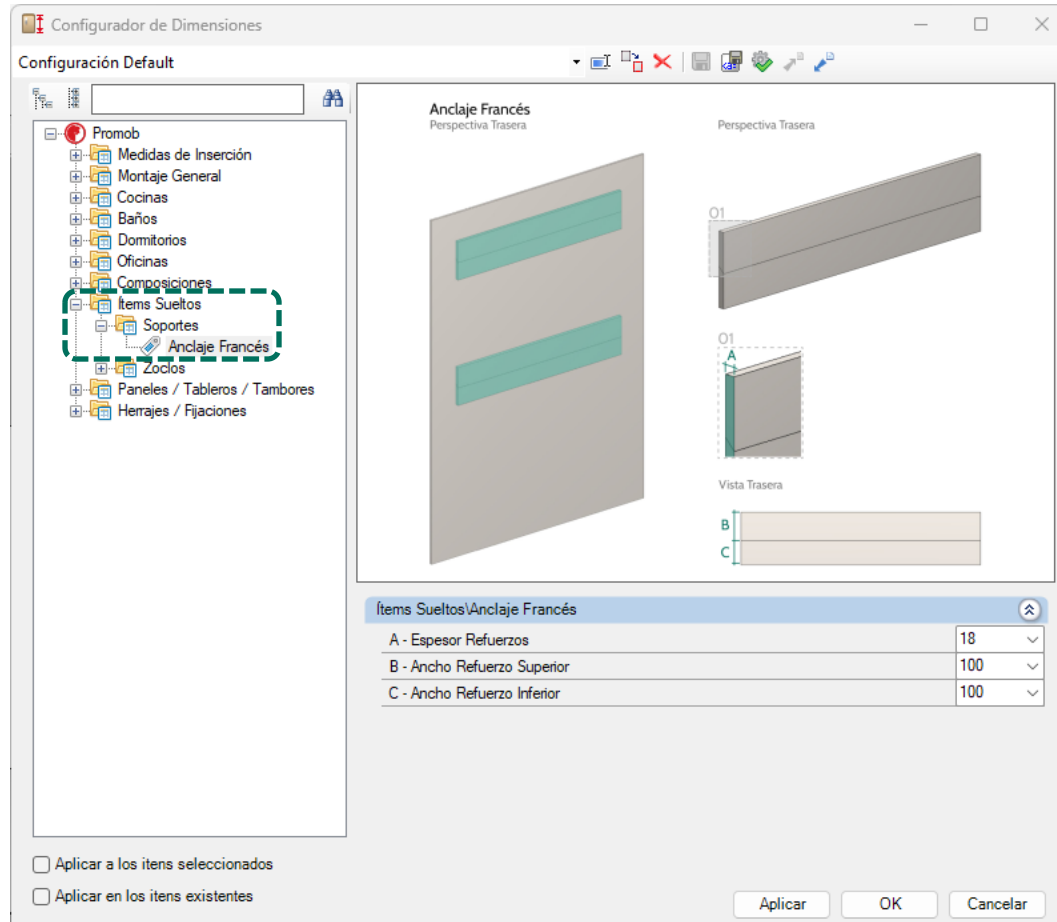 Configurador de Dimensiones
Configuración Default
Promob
Medidas de Inserción
Montaje General
Cocinas
Baños
Dormitorios
Oficinas
Composiciones
Ítems Sueltos
Soportes
Anclaje Francés
Zoclos
Paneles / Tableros / Tambores
Herrajes / Fijaciones
Anclaje Francés
Perspectiva Trasera
Perspectiva Trasera
O1
O1
A
Vista Trasera
B
C
Ítems Sueltos\Anclaje Francés
A - Espesor Refuerzos 18
B - Ancho Refuerzo Superior 100
C - Ancho Refuerzo Inferior 100
Aplicar a los itens seleccionados
Aplicar en los itens existentes
Aplicar OK Cancelar